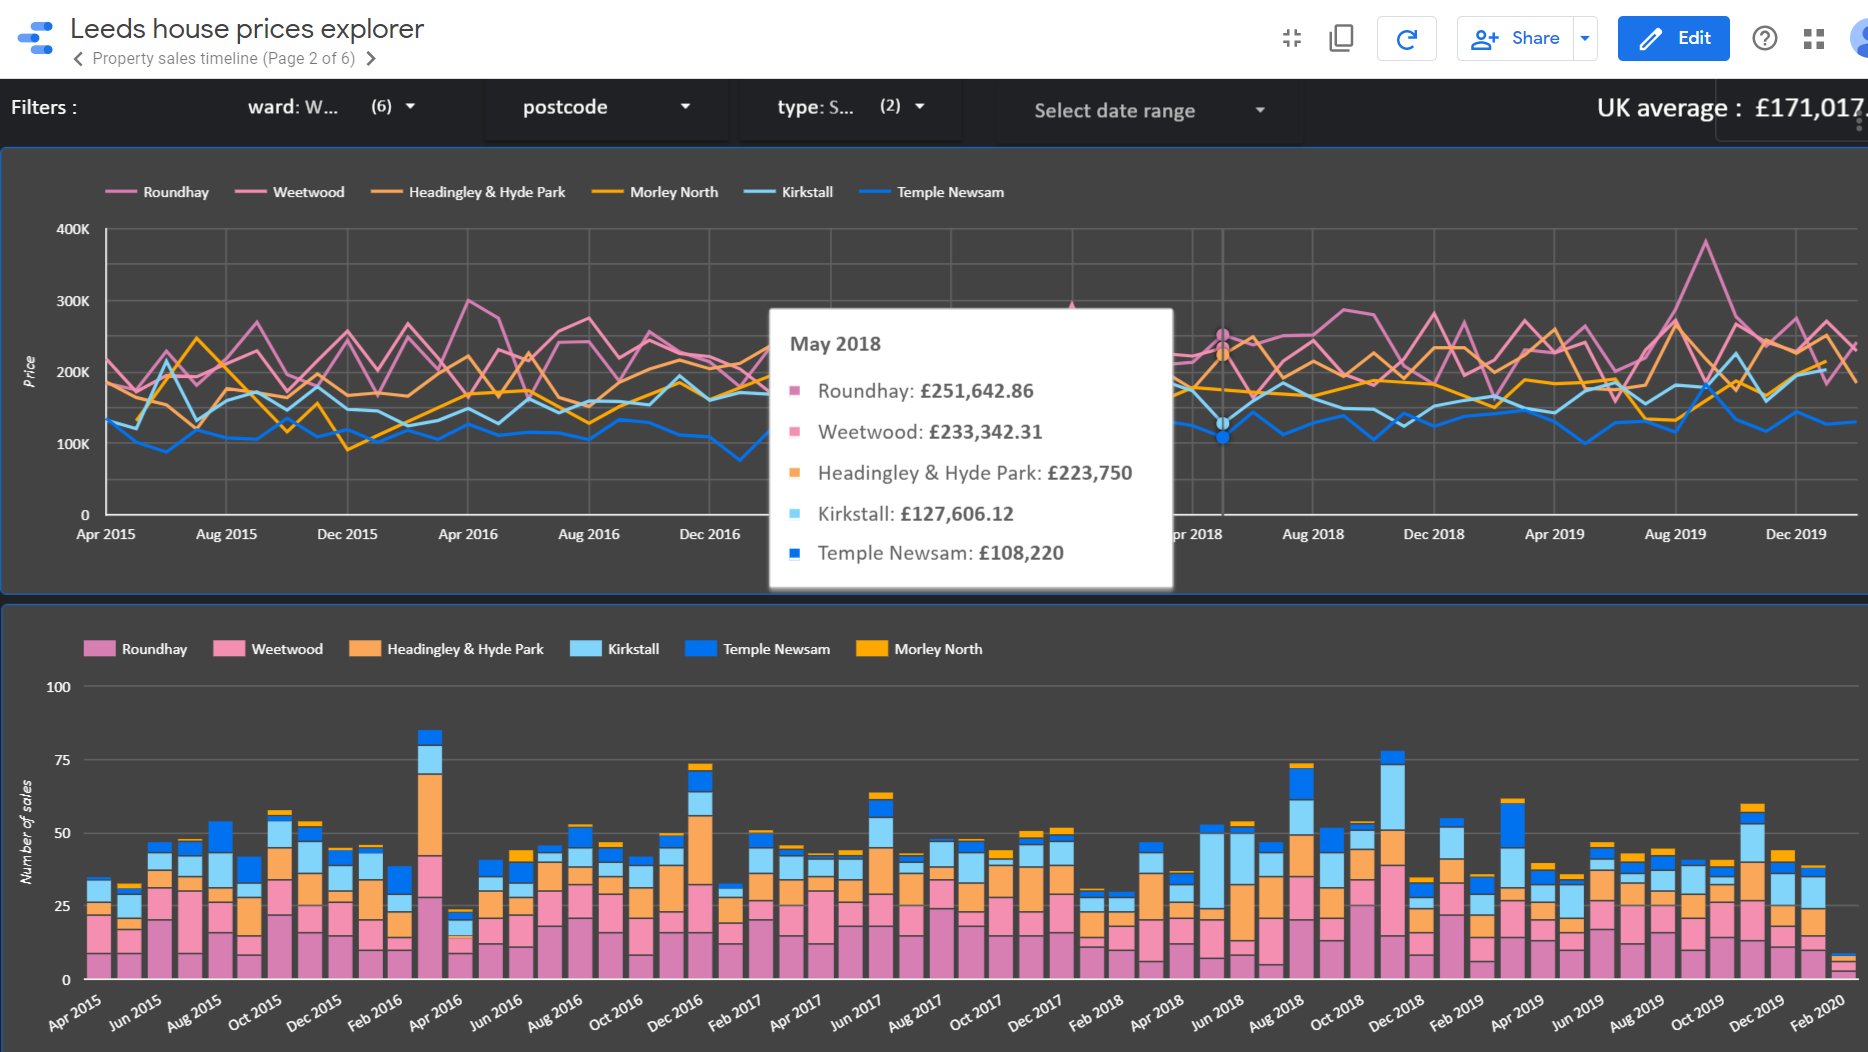 Leeds house prices explorer
Property sales timeline (Page 2 of 6)
Share
Edit
Filters :
ward: W... (6)
postcode
type: S... (2)
Select date range
UK average : £171,017.
Roundhay Weetwood Headingley & Hyde Park Morley North Kirkstall Temple Newsam
Price
400K
300K
200K
100K
0
Apr 2015 Aug 2015 Dec 2015 Apr 2016 Aug 2016 Dec 2016 pr 2018 Aug 2018 Dec 2018 Apr 2019 Aug 2019 Dec 2019
May 2018
Roundhay: £251,642.86
Weetwood: £233,342.31
Headingley & Hyde Park: £223,750
Kirkstall: £127,606.12
Temple Newsam: £108,220
Roundhay Weetwood Headingley & Hyde Park Kirkstall Temple Newsam Morley North
Number of sales
100
75
50
25
0
Apr 2015 Jun 2015 Aug 2015 Oct 2015 Dec 2015 Feb 2016 Apr 2016 Jun 2016 Aug 2016 Oct 2016 Dec 2016 Feb 2017 Apr 2017 Jun 2017 Aug 2017 Oct 2017 Dec 2017 Feb 2018 Apr 2018 Jun 2018 Aug 2018 Oct 2018 Dec 2018 Feb 2019 Apr 2019 Jun 2019 Aug 2019 Oct 2019 Dec 2019 Feb 2020